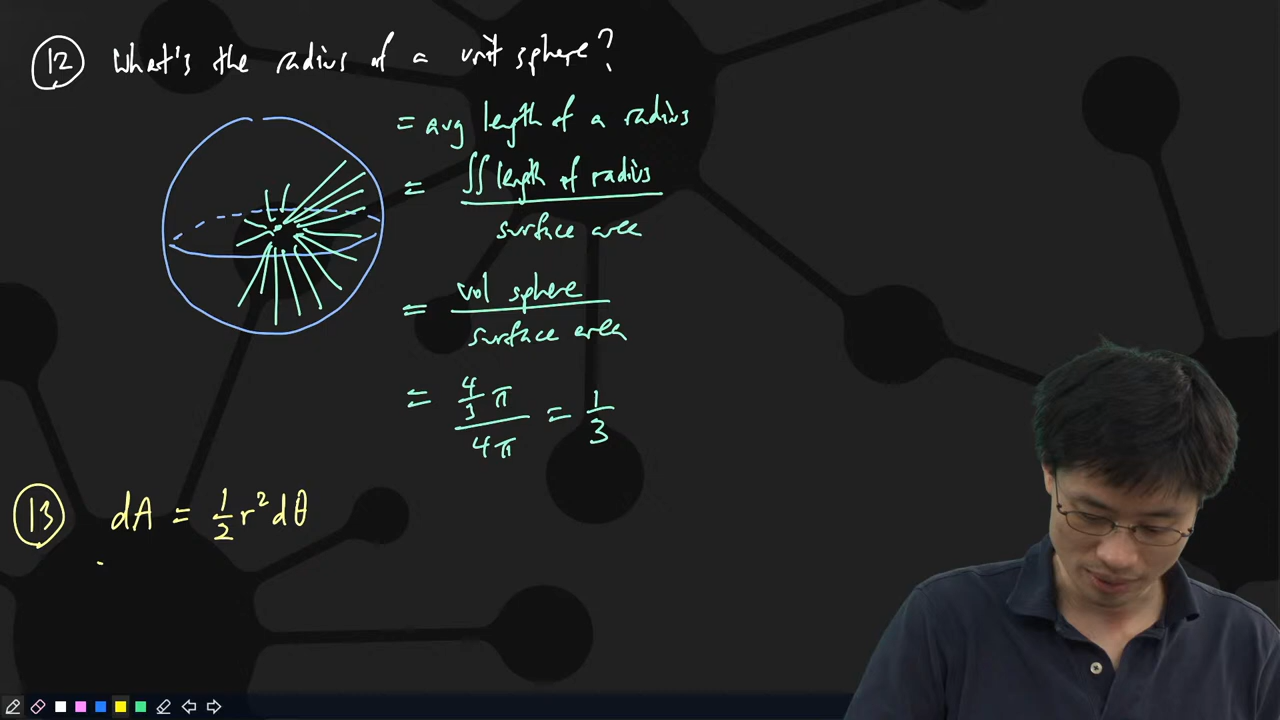 12 What's the radius of a unit sphere?
= avg length of a radius
= ∬ length of radius / surface area
= vol sphere / surface area
= 4/3 π / 4π = 1/3
13 dA = 1/2 r² dθ